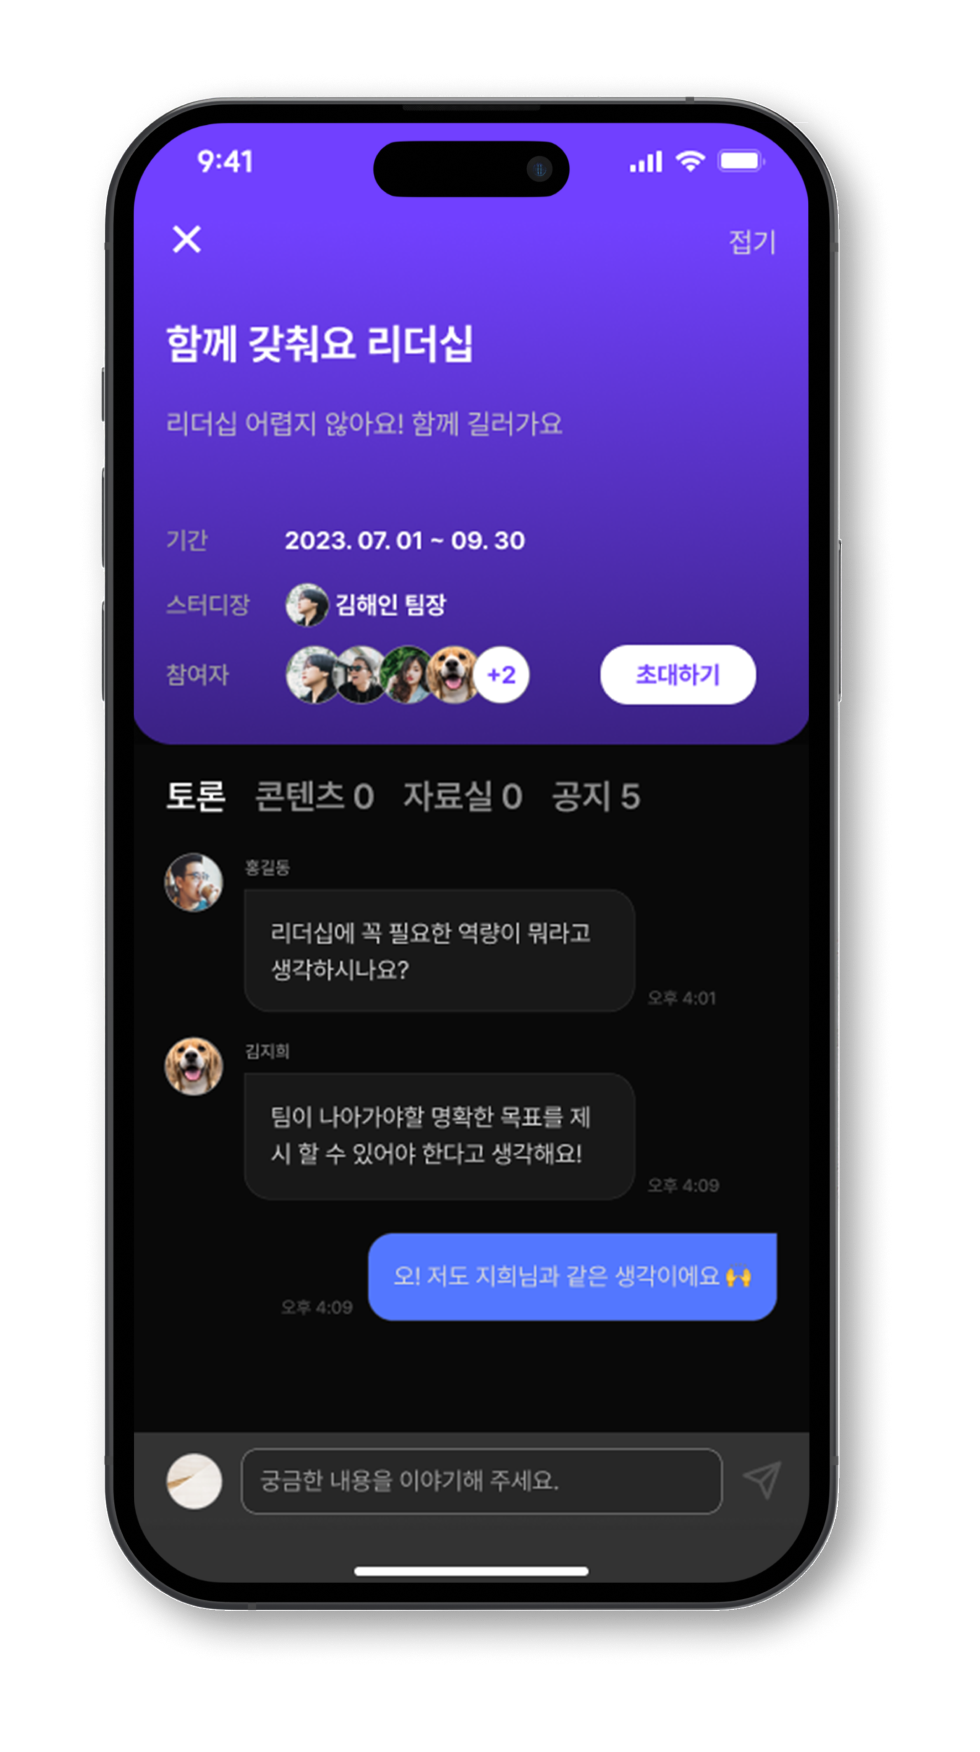 9:41
접기
함께 갖춰요 리더십
리더십 어렵지 않아요! 함께 길러가요
기간 2023. 07. 01 ~ 09. 30
스터디장 김해인 팀장
참여자 +2 초대하기
토론 콘텐츠 0 자료실 0 공지 5
홍길동
리더십에 꼭 필요한 역량이 뭐라고
생각하시나요?
오후 4:01
김지희
팀이 나아가야할 명확한 목표를 제
시 할 수 있어야 한다고 생각해요!
오후 4:09
오! 저도 지희님과 같은 생각이에요 🙌
오후 4:09
궁금한 내용을 이야기해 주세요.